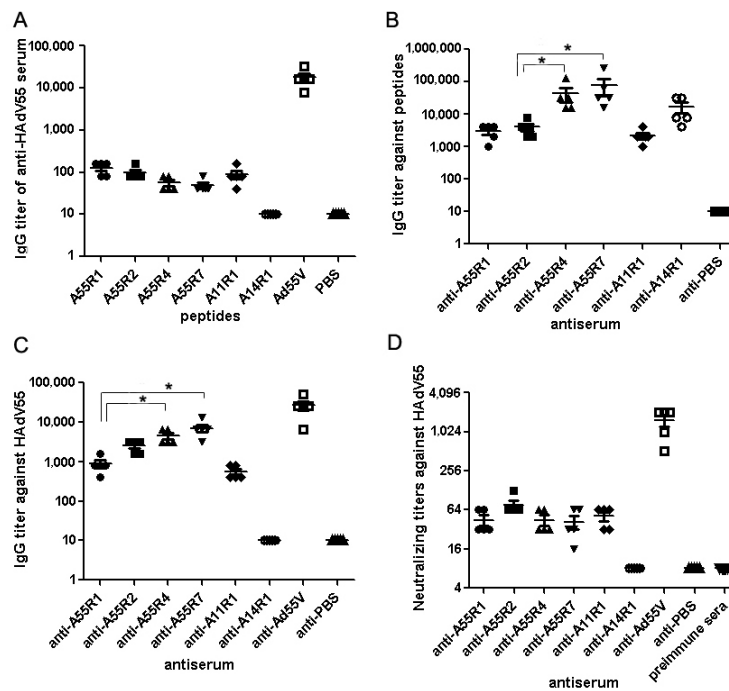 A
IgG titer of anti-HAdV55 serum
100,000
10,000
1,000
100
10
1
A55R1
A55R2
A55R4
A55R7
A11R1
A14R1
Ad55V
PBS
peptides
B
IgG titer against peptides
1,000,000
100,000
10,000
1,000
100
10
1
*
*
anti-A55R1
anti-A55R2
anti-A55R4
anti-A55R7
anti-A11R1
anti-A14R1
anti-PBS
antiserum
C
IgG titer against HAdV55
100,000
10,000
1,000
100
10
1
*
*
anti-A55R1
anti-A55R2
anti-A55R4
anti-A55R7
anti-A11R1
anti-A14R1
anti-Ad55V
anti-PBS
antiserum
D
Neutralizing titers against HAdV55
4,096
1,024
256
64
16
4
anti-A55R1
anti-A55R2
anti-A55R4
anti-A55R7
anti-A11R1
anti-A14R1
anti-Ad55V
anti-PBS
preimmune sera
antiserum